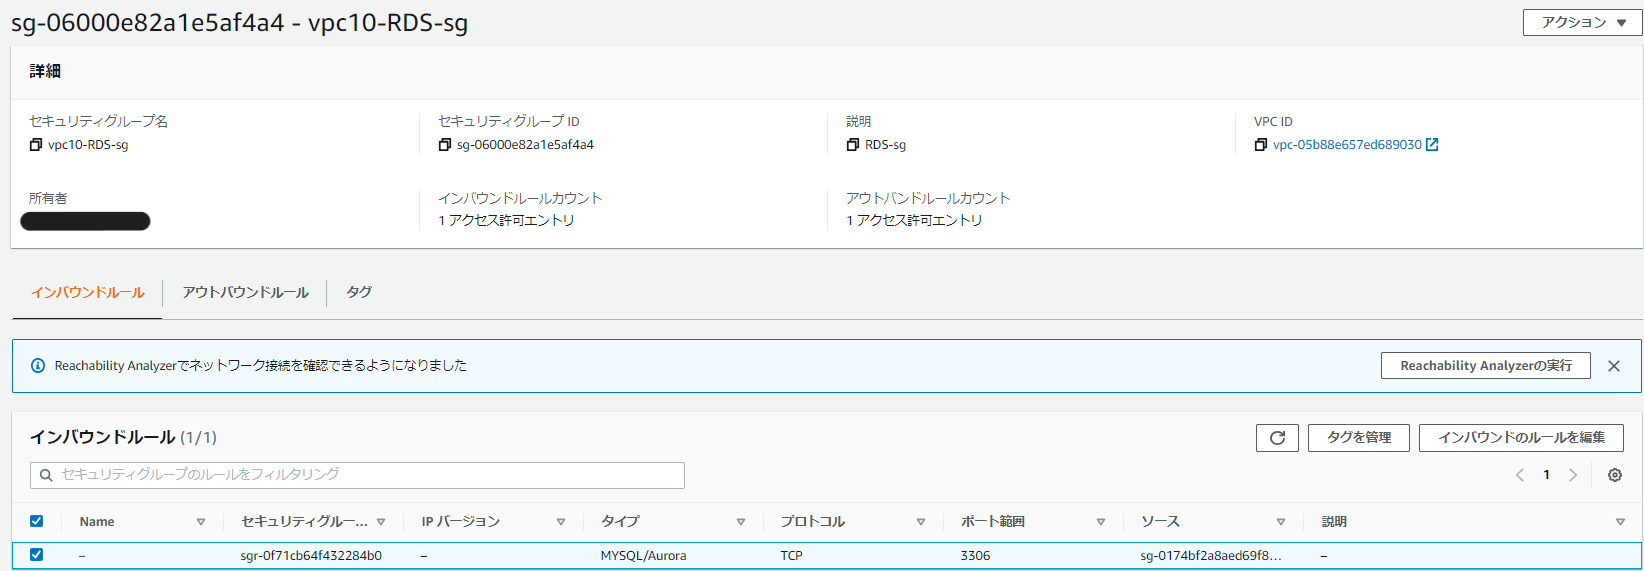 sg-06000e82a1e5af4a4 - vpc10-RDS-sg
アクション
詳細
セキュリティグループ名
セキュリティグループ ID
説明
VPC ID
vpc10-RDS-sg
sg-06000e82a1e5af4a4
RDS-sg
vpc-05b88e657ed689030
所有者
インバウンドルールカウント
アウトバンドルールカウント
1 アクセス許可エントリ
1 アクセス許可エントリ
インバウンドルール
アウトバウンドルール
タグ
Reachability Analyzerでネットワーク接続を確認できるようになりました
Reachability Analyzerの実行
インバウンドルール (1/1)
タグを管理
インバウンドのルールを編集
セキュリティグループのルールをフィルタリング
1
Name
セキュリティグルー...
IP バージョン
タイプ
プロトコル
ポート範囲
ソース
説明
–
sgr-0f71cb64f432284b0
–
MYSQL/Aurora
TCP
3306
sg-0174bf2a8aed69f8...
–